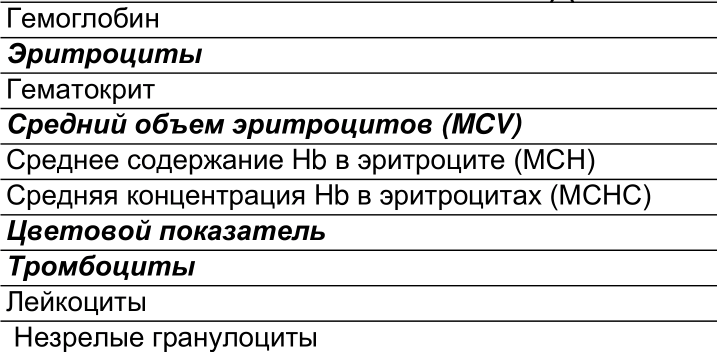 Гемоглобин
Эритроциты
Гематокрит
Средний объем эритроцитов (MCV)
Среднее содержание Hb в эритроците (MCH)
Средняя концентрация Hb в эритроцитах (MCHC)
Цветовой показатель
Тромбоциты
Лейкоциты
Незрелые гранулоциты